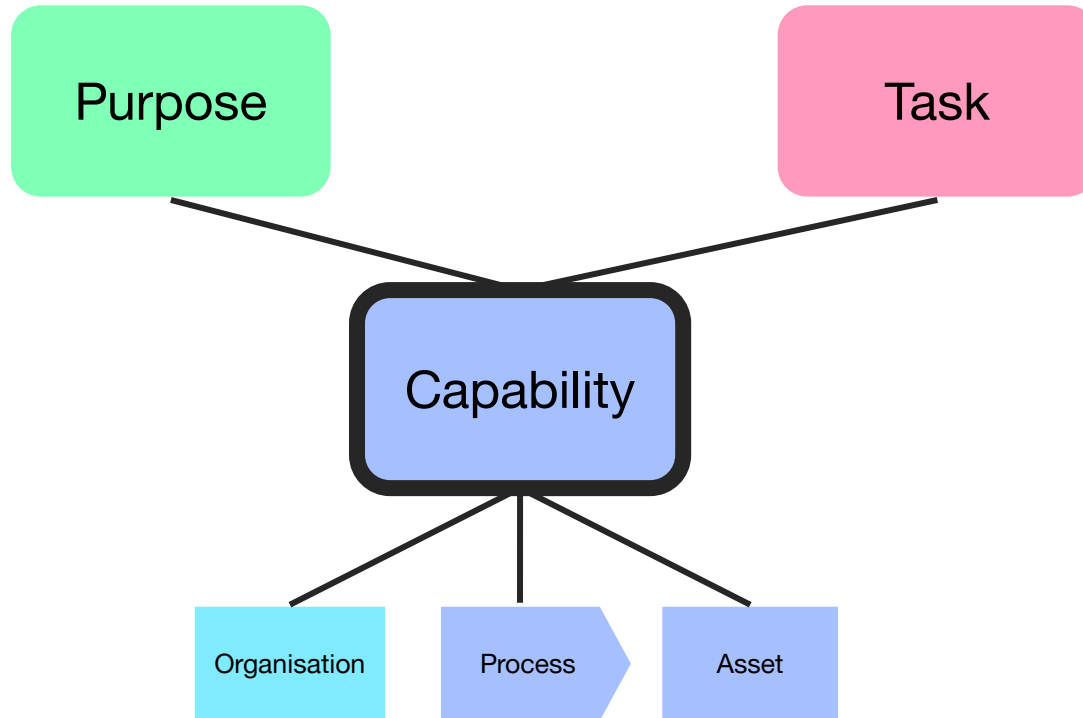 Purpose
Task
Capability
Organisation
Process
Asset